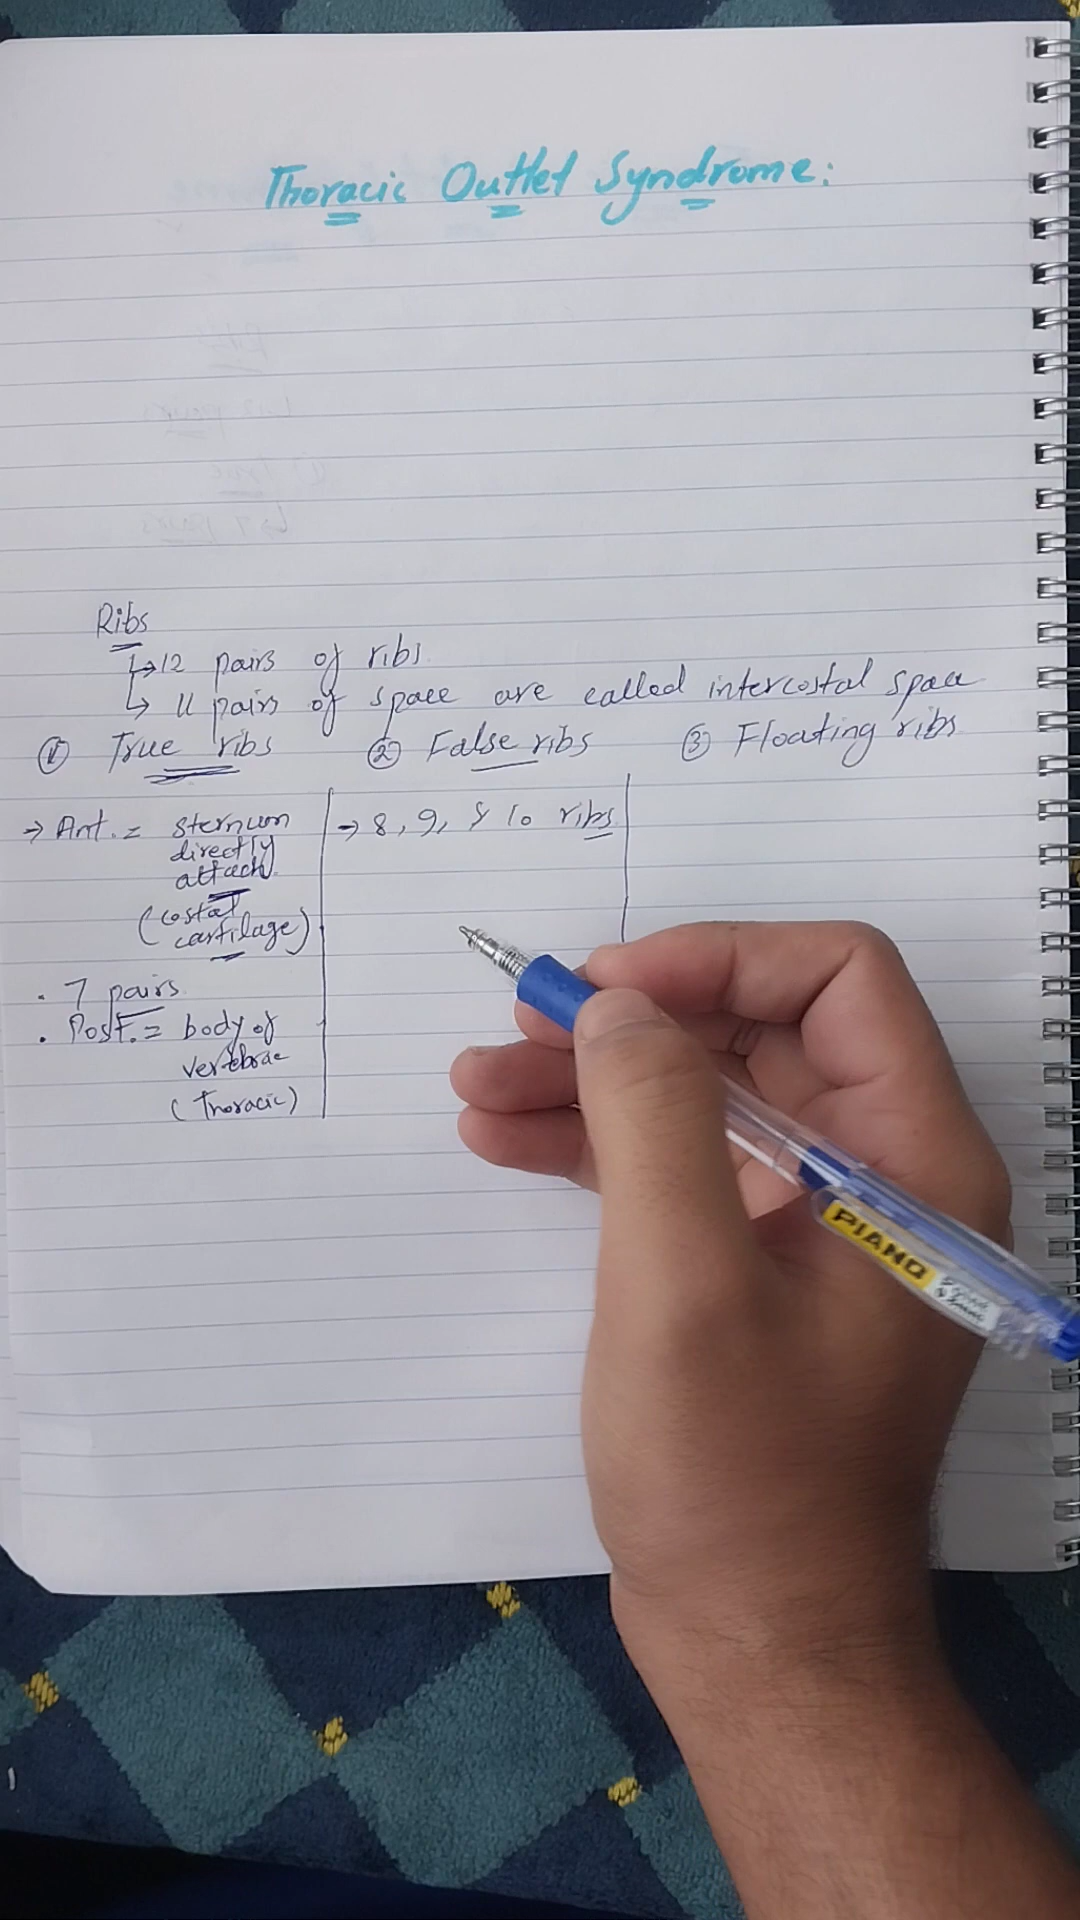 Thoracic Outlet Syndrome:
Ribs
↳ 12 pairs of ribs.
↳ 11 pairs of space are called intercostal space
① True ribs ② False ribs ③ Floating ribs
→ Ant. = sternum
directly
attach.
(costal
cartilage)
. 7 pairs
. Post. = body of
vertebrae
(Thoracic)
→ 8, 9, & 10 ribs
PIANO